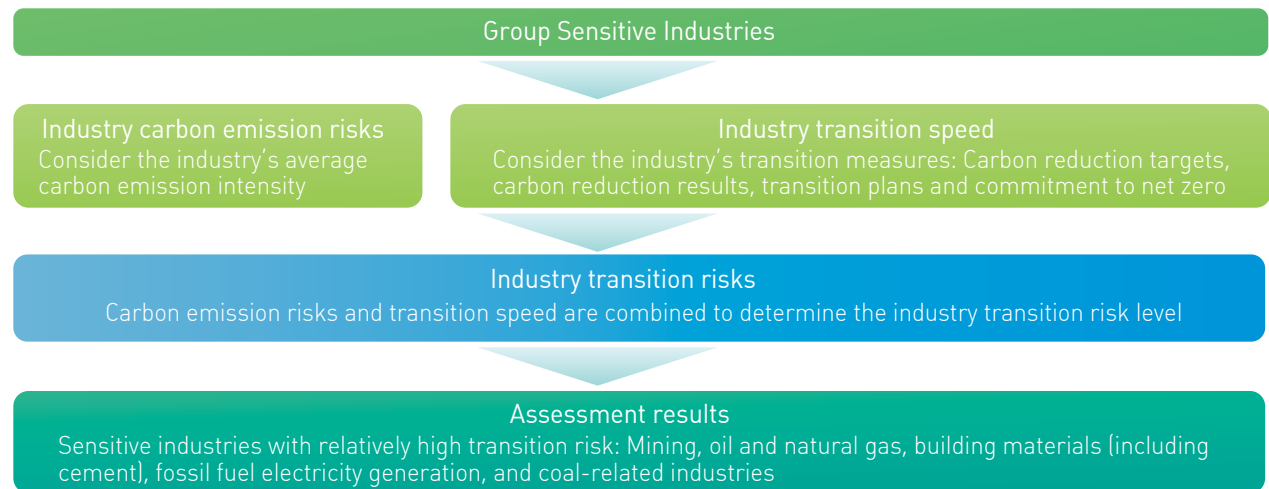 Group Sensitive Industries
Industry carbon emission risks
Consider the industry's average
carbon emission intensity
Industry transition speed
Consider the industry's transition measures: Carbon reduction targets,
carbon reduction results, transition plans and commitment to net zero
Industry transition risks
Carbon emission risks and transition speed are combined to determine the industry transition risk level
Assessment results
Sensitive industries with relatively high transition risk: Mining, oil and natural gas, building materials (including
cement), fossil fuel electricity generation, and coal-related industries